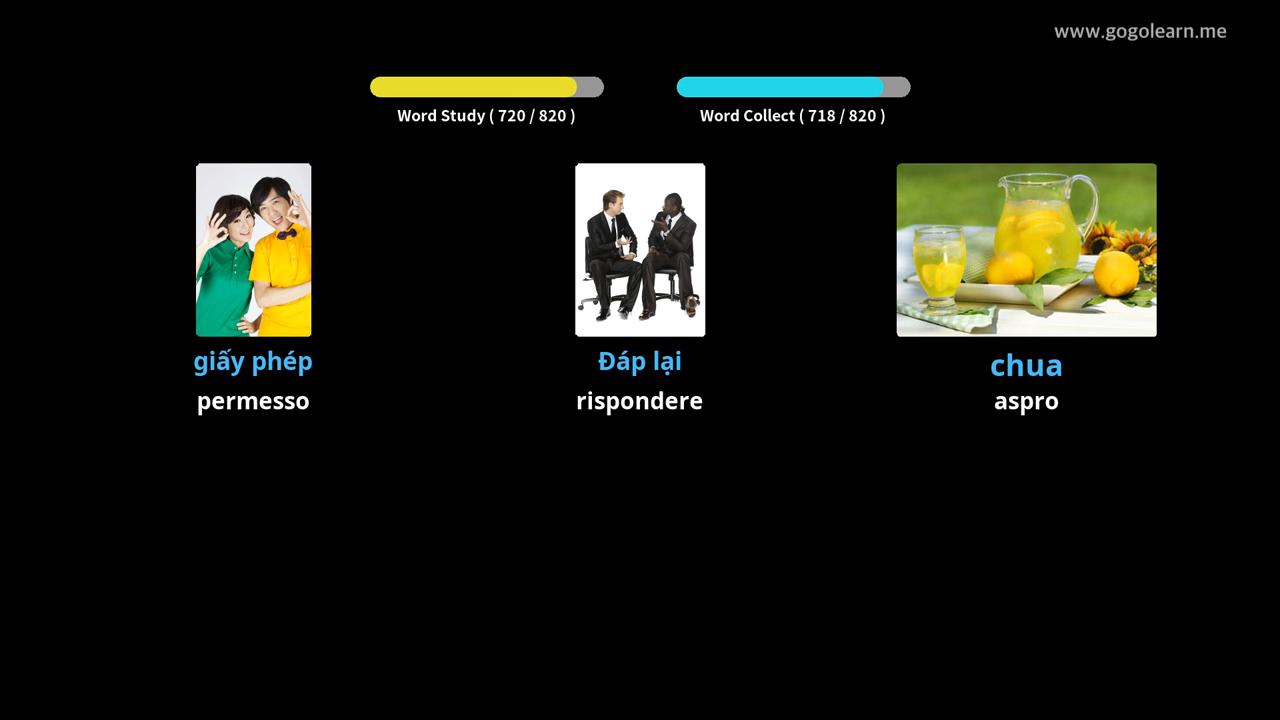 www.gogolearn.me
Word Study ( 720 / 820 )
Word Collect ( 718 / 820 )
giấy phép
permesso
Đáp lại
rispondere
chua
aspro